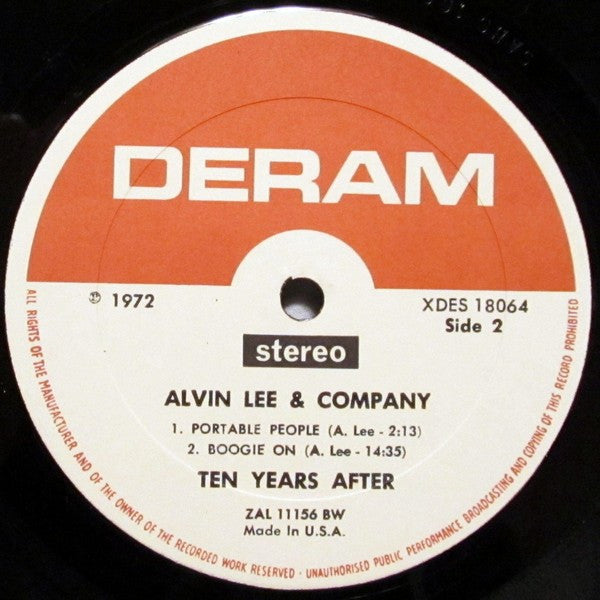 DERAM
℗ 1972
XDES 18064
Side 2
stereo
ALVIN LEE & COMPANY
1. PORTABLE PEOPLE (A. Lee - 2:13)
2. BOOGIE ON (A. Lee - 14:35)
TEN YEARS AFTER
ZAL 11156 BW
Made In U.S.A.
ALL RIGHTS OF THE MANUFACTURER AND OF THE OWNER OF THE RECORDED WORK RESERVED · UNAUTHORISED PUBLIC PERFORMANCE BROADCASTING AND COPYING OF THIS RECORD PROHIBITED